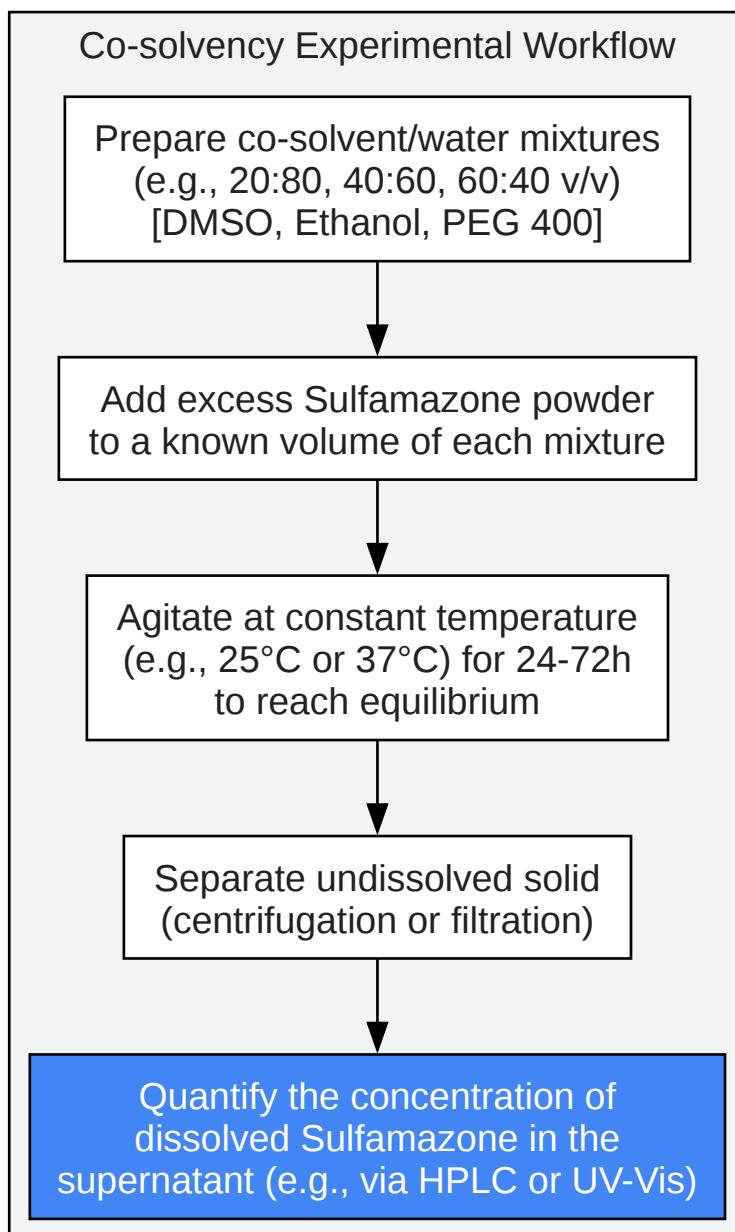 Co-solvency Experimental Workflow
Prepare co-solvent/water mixtures
(e.g., 20:80, 40:60, 60:40 v/v)
[DMSO, Ethanol, PEG 400]
Add excess Sulfamazone powder
to a known volume of each mixture
Agitate at constant temperature
(e.g., 25°C or 37°C) for 24-72h
to reach equilibrium
Separate undissolved solid
(centrifugation or filtration)
Quantify the concentration of
dissolved Sulfamazone in the
supernatant (e.g., via HPLC or UV-Vis)